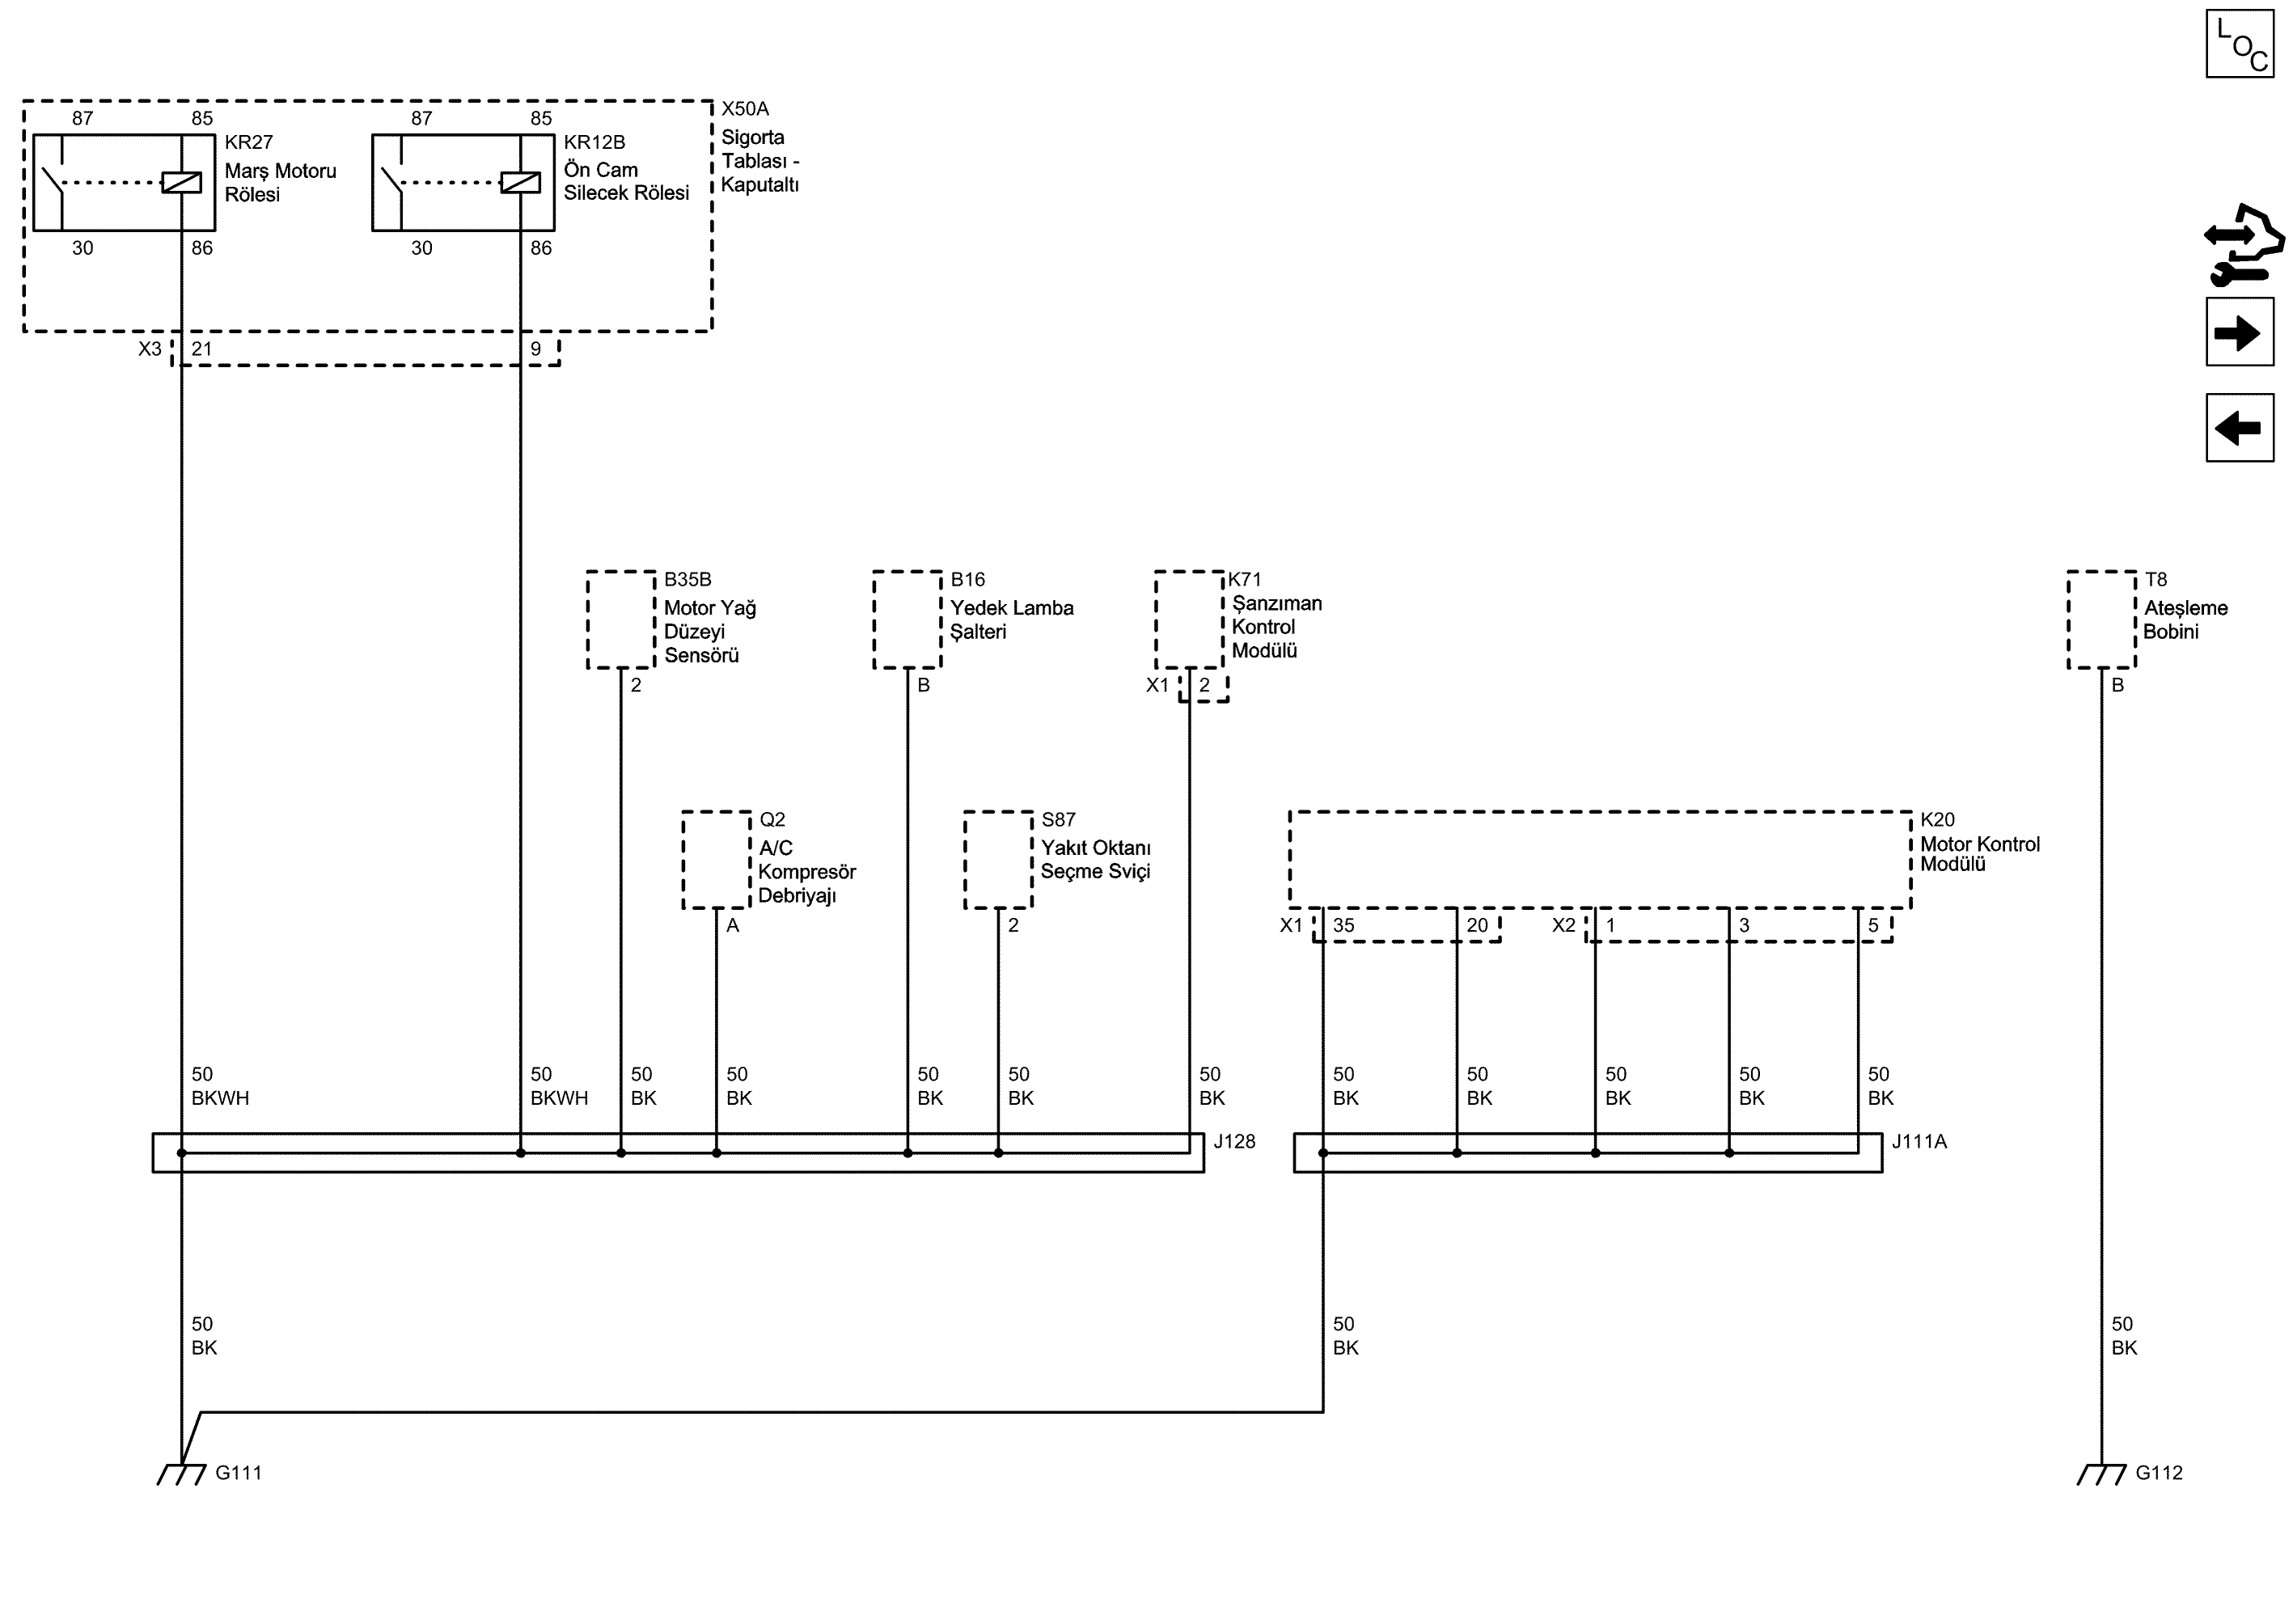 LOC
X50A
Sigorta
Tablası -
Kaputaltı
87
85
KR27
Marş Motoru
Rölesi
30
86
87
85
KR12B
Ön Cam
Silecek Rölesi
30
86
X3
21
9
B35B
Motor Yağ
Düzeyi
Sensörü
2
B16
Yedek Lamba
Şalteri
B
K71
Şanzıman
Kontrol
Modülü
X1
2
T8
Ateşleme
Bobini
B
Q2
A/C
Kompresör
Debriyajı
A
S87
Yakıt Oktanı
Seçme Sviçi
2
K20
Motor Kontrol
Modülü
X1
35
20
X2
1
3
5
50
BKWH
50
BKWH
50
BK
50
BK
50
BK
50
BK
50
BK
50
BK
50
BK
50
BK
50
BK
50
BK
J128
J111A
50
BK
50
BK
50
BK
G111
G112